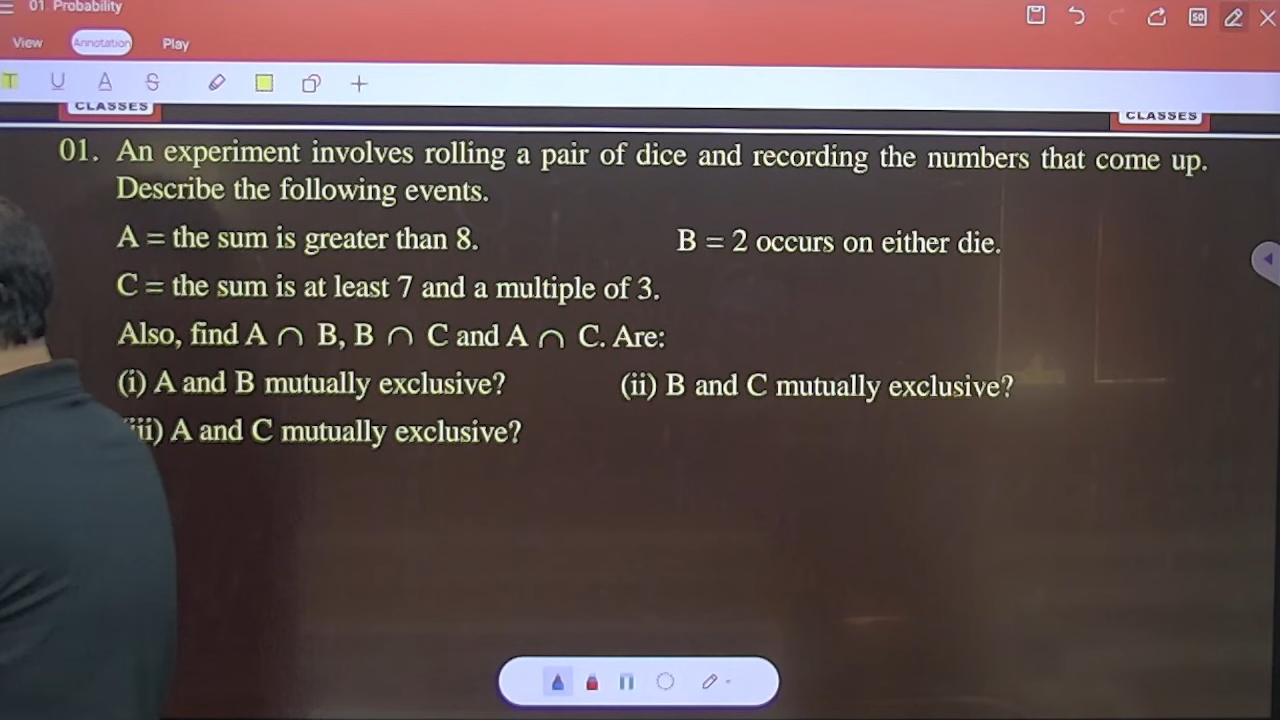 01. Probability
50
View Annotation Play
T U A S
CLASSES
CLASSES
01. An experiment involves rolling a pair of dice and recording the numbers that come up.
Describe the following events.
A = the sum is greater than 8. B = 2 occurs on either die.
C = the sum is at least 7 and a multiple of 3.
Also, find A ∩ B, B ∩ C and A ∩ C. Are:
(i) A and B mutually exclusive? (ii) B and C mutually exclusive?
ii) A and C mutually exclusive?